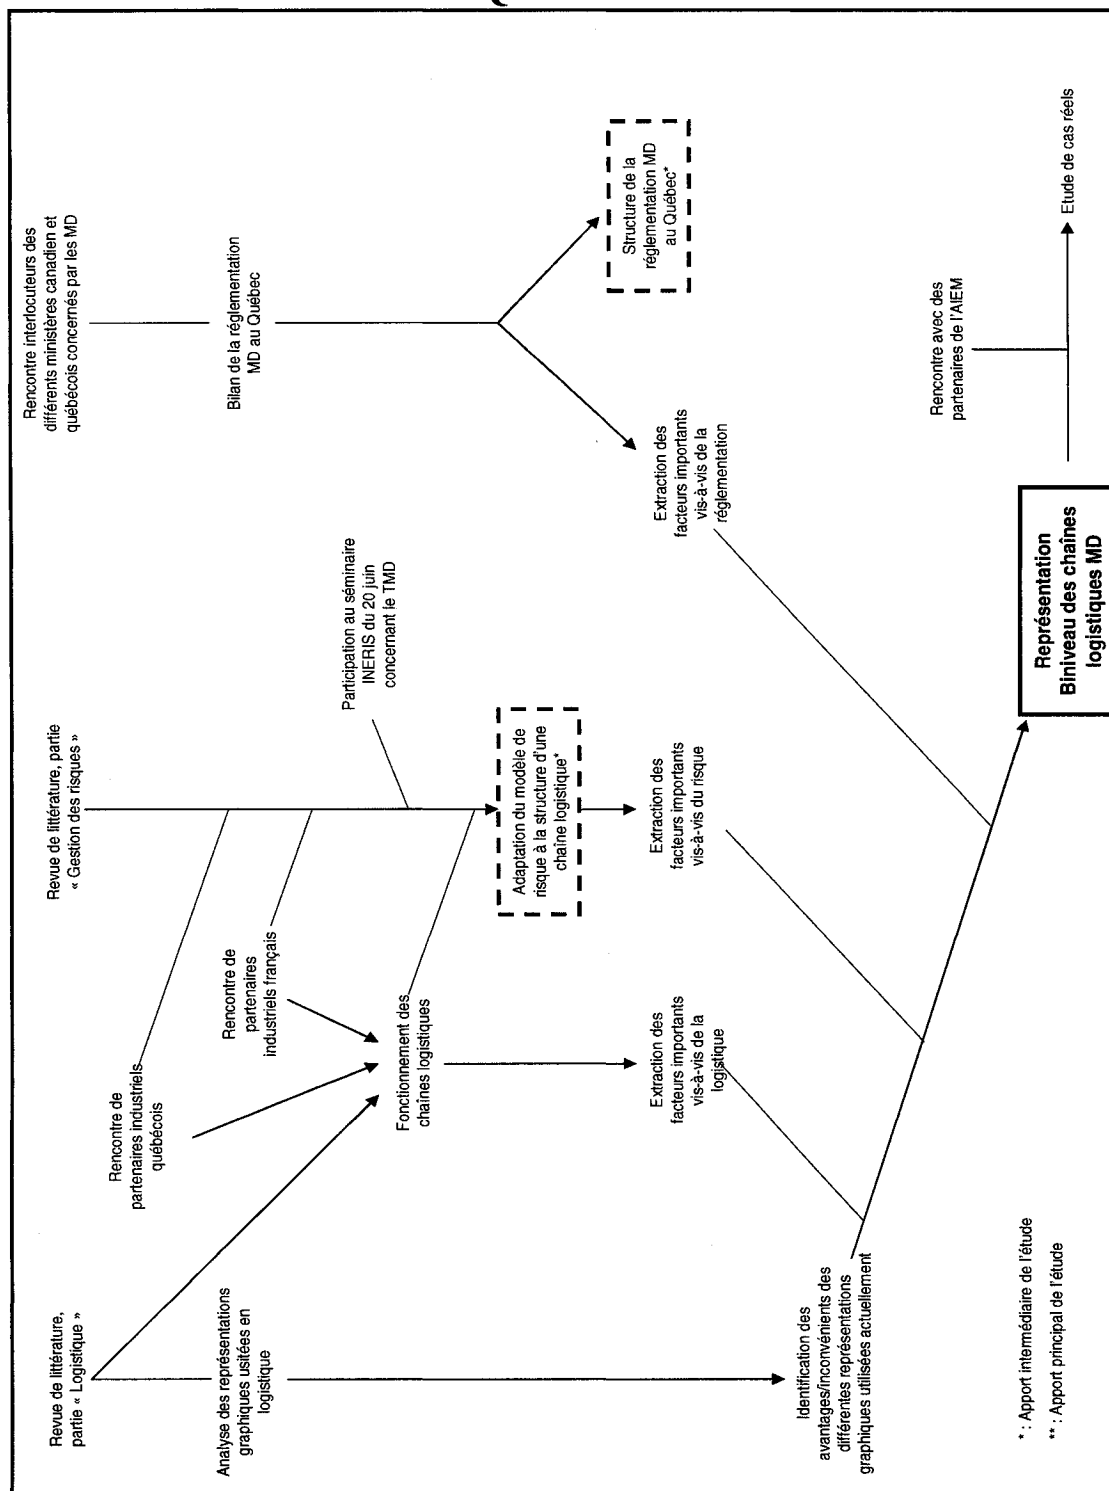 Revue de littérature,
partie « Logistique »
Revue de littérature, partie
« Gestion des risques »
Rencontre interlocuteurs des
différents ministères canadien et
québécois concernés par les MD
Rencontre de
partenaires industriels
québécois
Rencontre de
partenaires
industriels français
Analyse des représentations
graphiques usitées en
logistique
Bilan de la réglementation
MD au Québec
Participation au séminaire
INERIS du 20 juin
concernant le TMD
Fonctionnement des
chaînes logistiques
Adaptation du modèle de
risque à la structure d'une
chaîne logistique*
Structure de la
réglementation MD
au Québec*
Extraction des
facteurs importants
vis-à-vis de la
logistique
Extraction des
facteurs importants
vis-à-vis du risque
Extraction des
facteurs importants
vis-à-vis de la
réglementation
Identification des
avantages/inconvénients des
différentes représentations
graphiques utilisées actuellement
Rencontre avec des
partenaires de l'AIEM
Représentation
Biniveau des chaînes
logistiques MD
Etude de cas réels
* : Apport intermédiaire de l'étude
** : Apport principal de l'étude